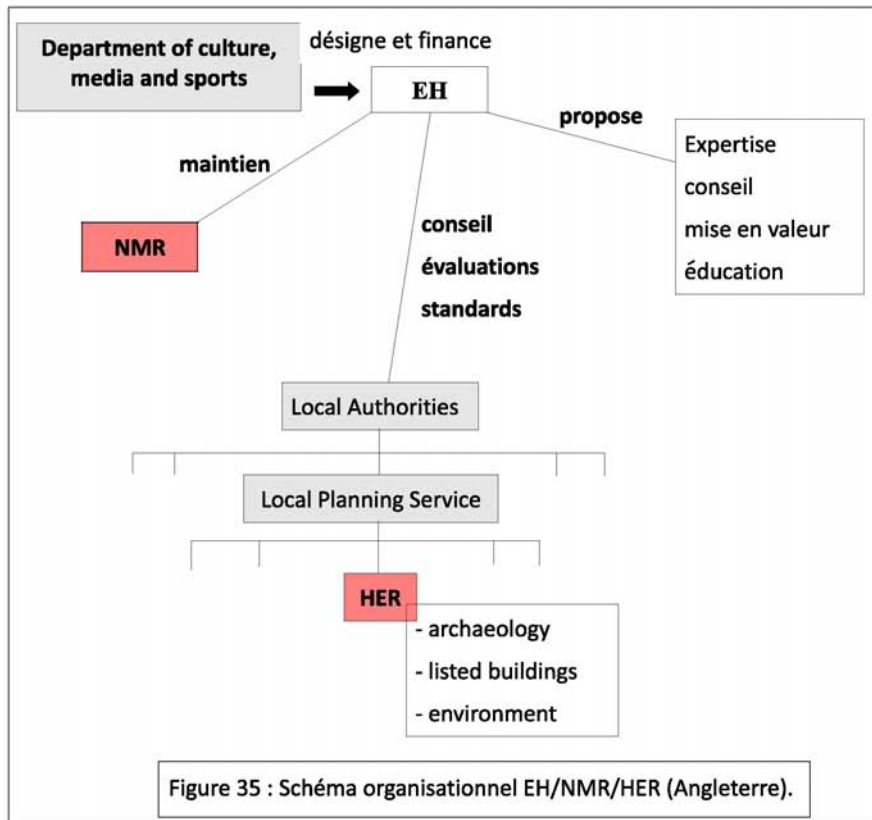 Department of culture,
media and sports
désigne et finance
EH
propose
maintien
Expertise
conseil
mise en valeur
éducation
NMR
conseil
évaluations
standards
Local Authorities
Local Planning Service
HER
- archaeology
- listed buildings
- environment
Figure 35 : Schéma organisationnel EH/NMR/HER (Angleterre).